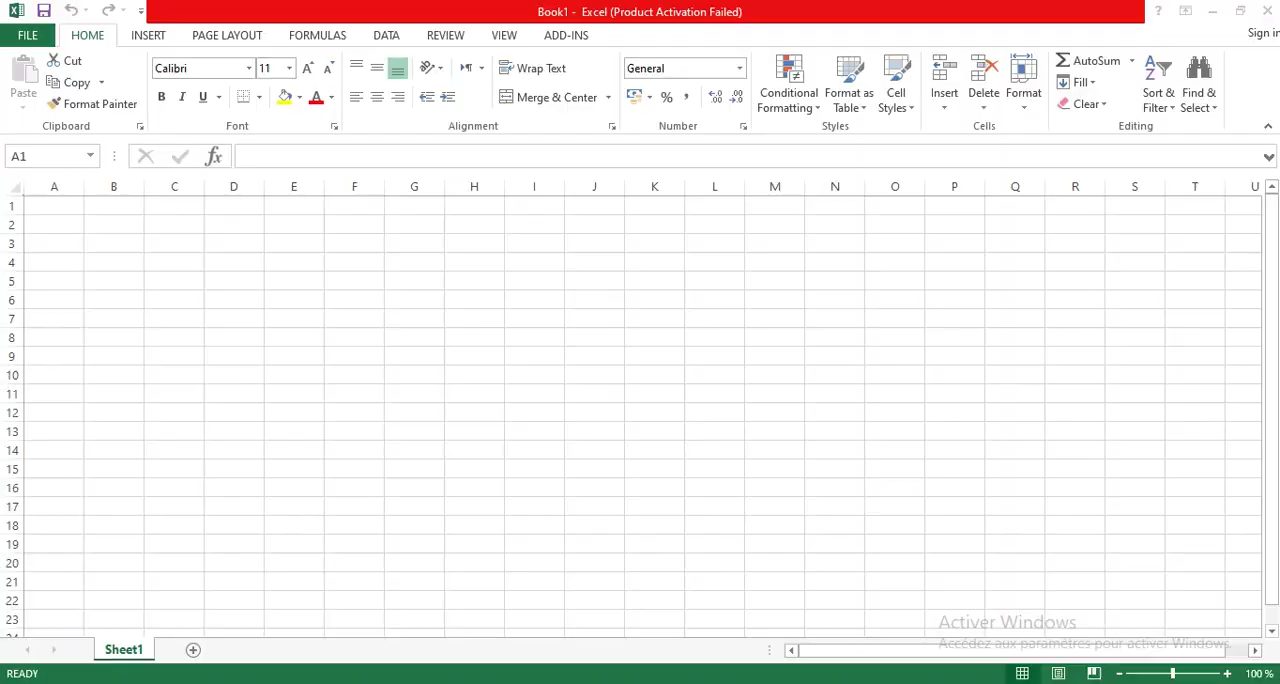 Book1 - Excel (Product Activation Failed)
FILE HOME INSERT PAGE LAYOUT FORMULAS DATA REVIEW VIEW ADD-INS Sign in
Paste
Cut
Copy
Format Painter
Clipboard
Calibri 11
B I U
Font
Wrap Text
Merge & Center
Alignment
General
%
Number
Conditional Formatting
Format as Table
Cell Styles
Styles
Insert
Delete
Format
Cells
AutoSum
Fill
Clear
Sort & Filter
Find & Select
Editing
A1 fx
A B C D E F G H I J K L M N O P Q R S T U
1
2
3
4
5
6
7
8
9
10
11
12
13
14
15
16
17
18
19
20
21
22
23
Activer Windows
Accédez aux paramètres pour activer Windows.
Sheet1
READY 100 %